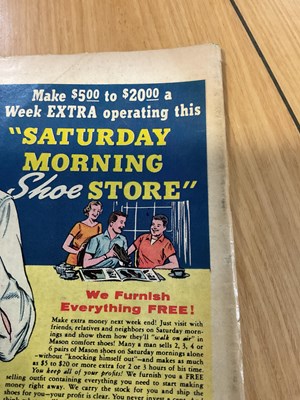 Make $5.00 to $20.00 a
Week EXTRA operating this
"SATURDAY
MORNING
Shoe STORE"
We Furnish
Everything FREE!
Make extra money next week end! Just visit with
friends, relatives and neighbors on Saturday morn-
ings and show them how they'll "walk on air" in
Mason comfort shoes! Many a man sells 2, 3, 4 or
6 pairs of Mason shoes on Saturday mornings alone
-without "knocking himself out"-and makes as much
as $5 to $20 or more extra for 2 or 3 hours of his time.
You keep all of your profits! We furnish you a FREE
selling outfit containing everything you need to start making
money right away. We carry the stock for you and ship the
shoes for you-your profit is clear. You never invest a cent.